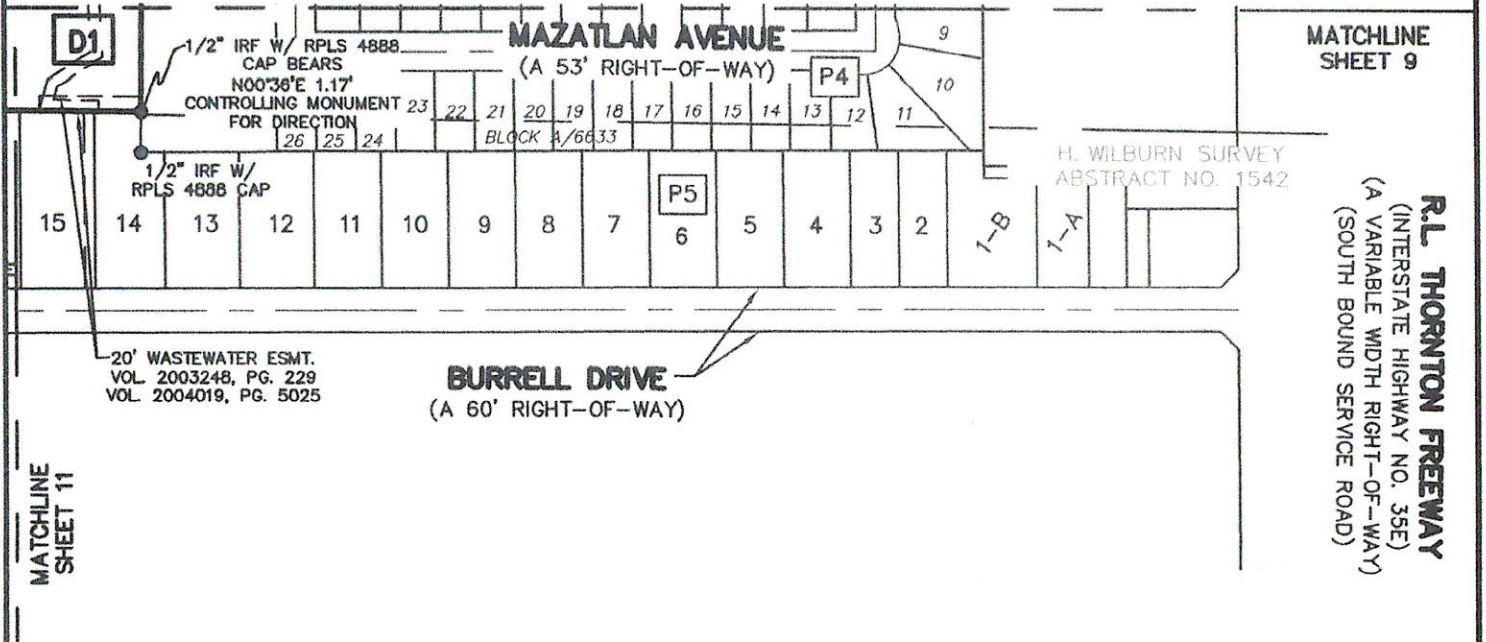 D1
1/2" IRF W/ RPLS 4888
CAP BEARS
N00°36'E 1.17'
CONTROLLING MONUMENT
FOR DIRECTION
MAZATLAN AVENUE
(A 53' RIGHT-OF-WAY)
P4
9
10
MATCHLINE
SHEET 9
23 22 21 20 19 18 17 16 15 14 13 12 11
26 25 24
BLOCK A/6633
1/2" IRF W/
RPLS 4888 CAP
H. WILBURN SURVEY
ABSTRACT NO. 1542
P5
15 14 13 12 11 10 9 8 7 6 5 4 3 2 1-B 1-A
R.L. THORNTON FREEWAY
(INTERSTATE HIGHWAY NO. 35E)
(A VARIABLE WIDTH RIGHT-OF-WAY)
(SOUTH BOUND SERVICE ROAD)
20' WASTEWATER ESMT.
VOL. 2003248, PG. 229
VOL. 2004019, PG. 5025
BURRELL DRIVE
(A 60' RIGHT-OF-WAY)
MATCHLINE
SHEET 11